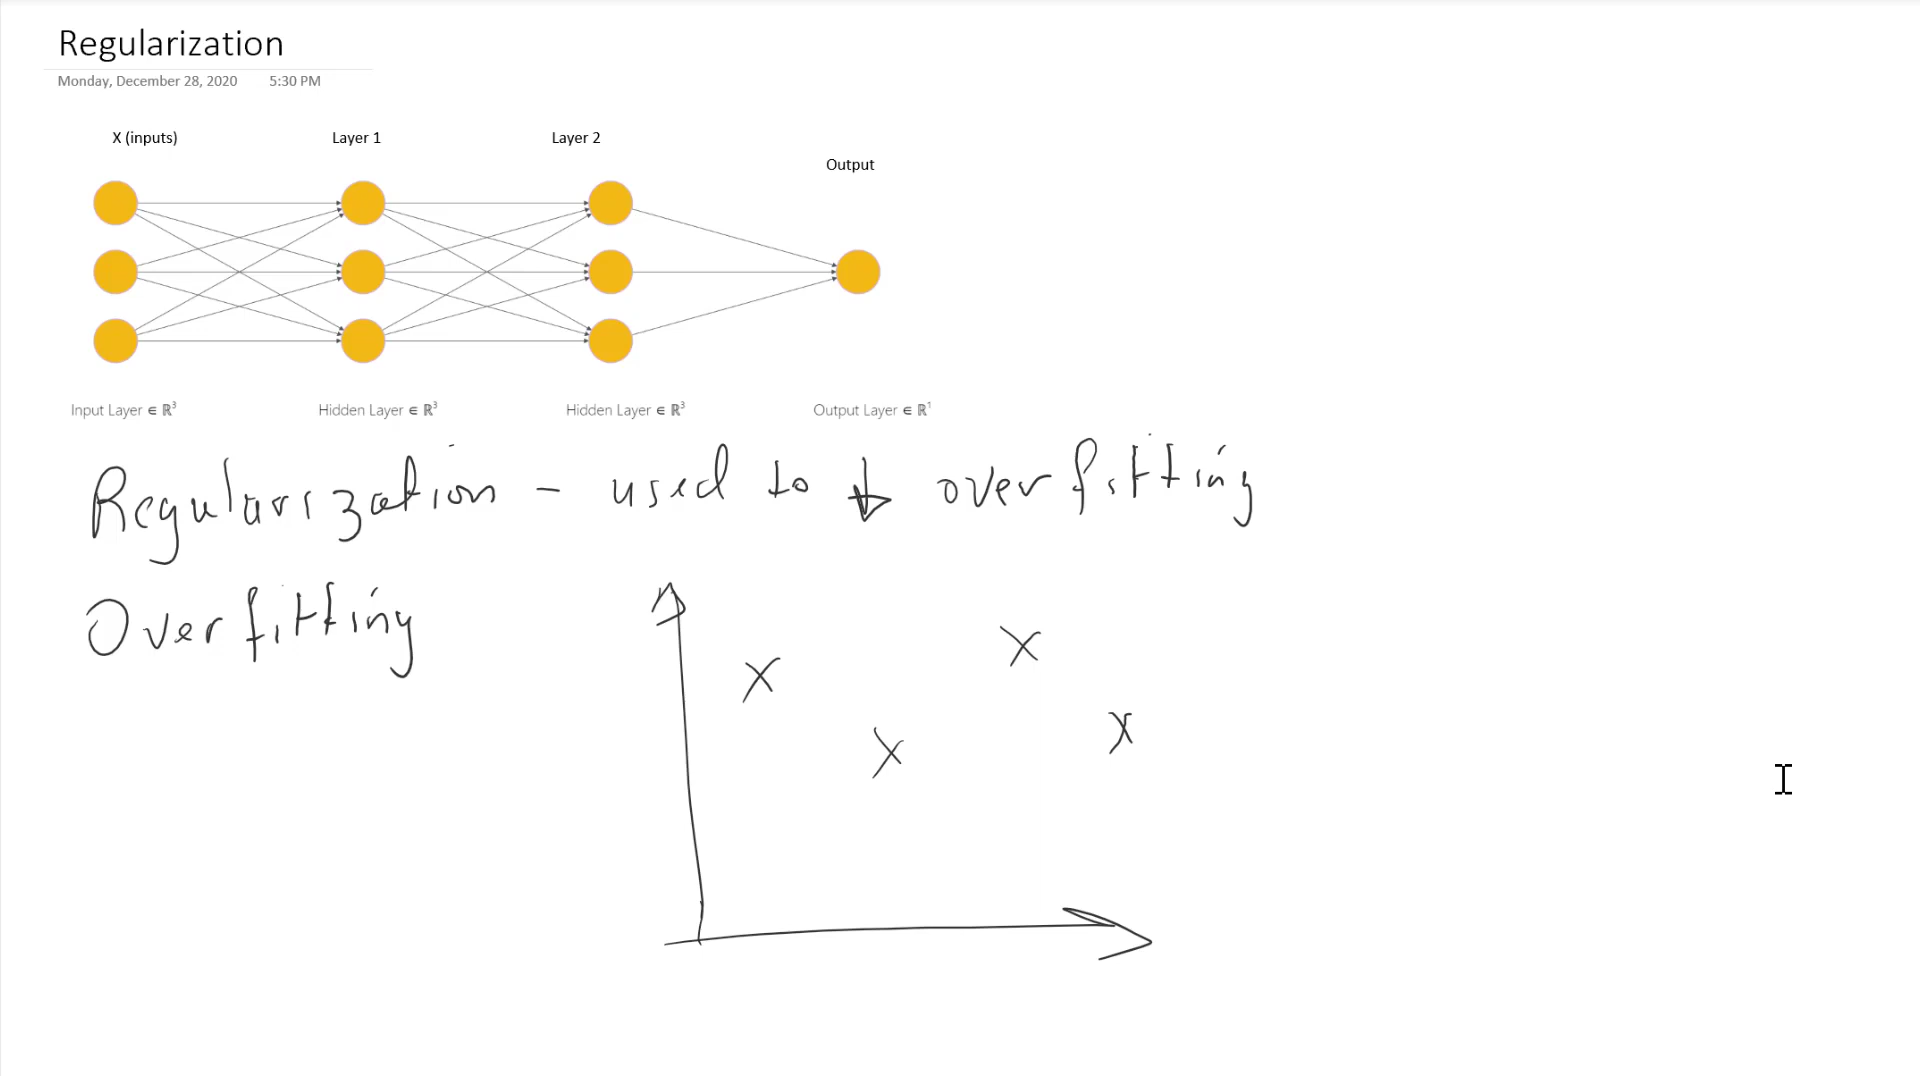 Regularization
Monday, December 28, 2020 5:30 PM
X (inputs) Layer 1 Layer 2
Output
Input Layer ∈ ℝ³ Hidden Layer ∈ ℝ³ Hidden Layer ∈ ℝ³ Output Layer ∈ ℝ¹
Regularization - used to ↓ overfitting
Overfitting
X
X
X
X